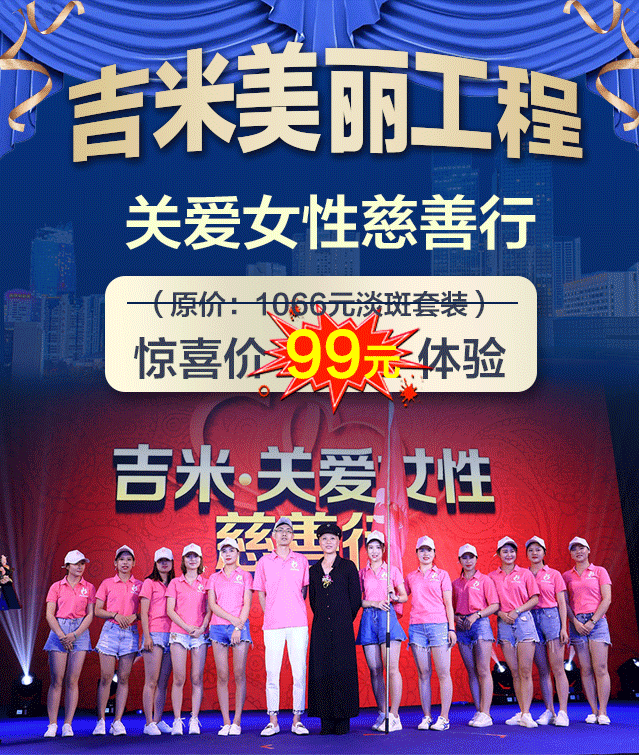 吉米美丽工程
关爱女性慈善行
（原价：1066元淡斑套装）
惊喜价 99元 体验
吉米·关爱女性
慈善行